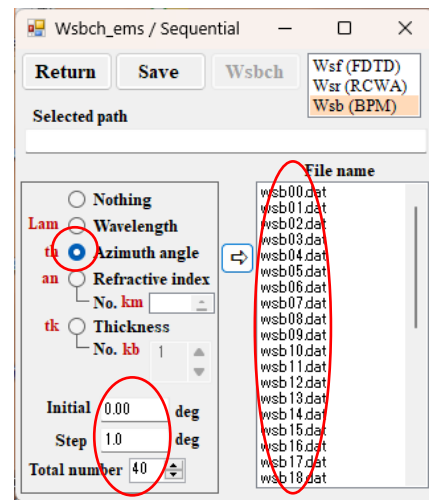 Wsbch_ems / Sequential
Return Save Wsbch
Wsf (FDTD)
Wsr (RCWA)
Wsb (BPM)
Selected path
File name
Nothing
Lam Wavelength
th Azimuth angle
an Refractive index
No. km
tk Thickness
No. kb 1
Initial 0.00 deg
Step 1.0 deg
Total number 40
wsb00.dat
wsb01.dat
wsb02.dat
wsb03.dat
wsb04.dat
wsb05.dat
wsb06.dat
wsb07.dat
wsb08.dat
wsb09.dat
wsb10.dat
wsb11.dat
wsb12.dat
wsb13.dat
wsb14.dat
wsb15.dat
wsb16.dat
wsb17.dat
wsb18.dat